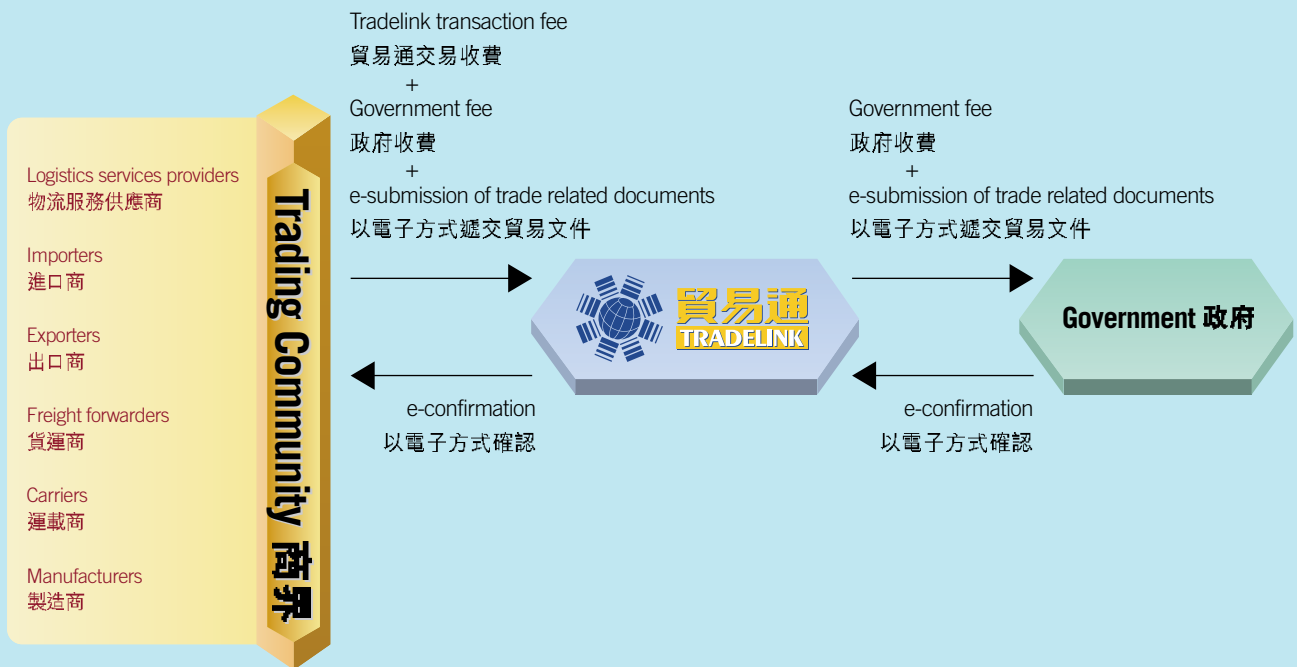 Logistics services providers
物流服務供應商
Importers
進口商
Exporters
出口商
Freight forwarders
貨運商
Carriers
運載商
Manufacturers
製造商
Trading Community 商界
Tradelink transaction fee
貿易通交易收費
+
Government fee
政府收費
+
e-submission of trade related documents
以電子方式遞交貿易文件
e-confirmation
以電子方式確認
貿易通
TRADELINK
Government fee
政府收費
+
e-submission of trade related documents
以電子方式遞交貿易文件
e-confirmation
以電子方式確認
Government 政府